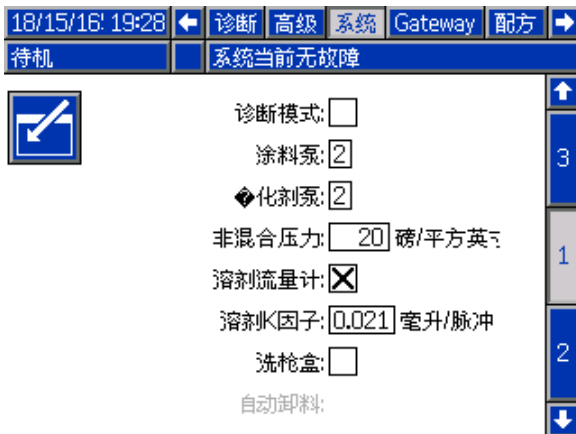 18/15/16 19:28 诊断 高级 系统 Gateway 配方
待机 系统当前无故障
诊断模式:
3
涂料泵: 2
�化剂泵: 2
非混合压力: 20 磅/平方英寸
1
溶剂流量计:
溶剂K因子: 0.021 毫升/脉冲
2
洗枪盒:
自动卸料: